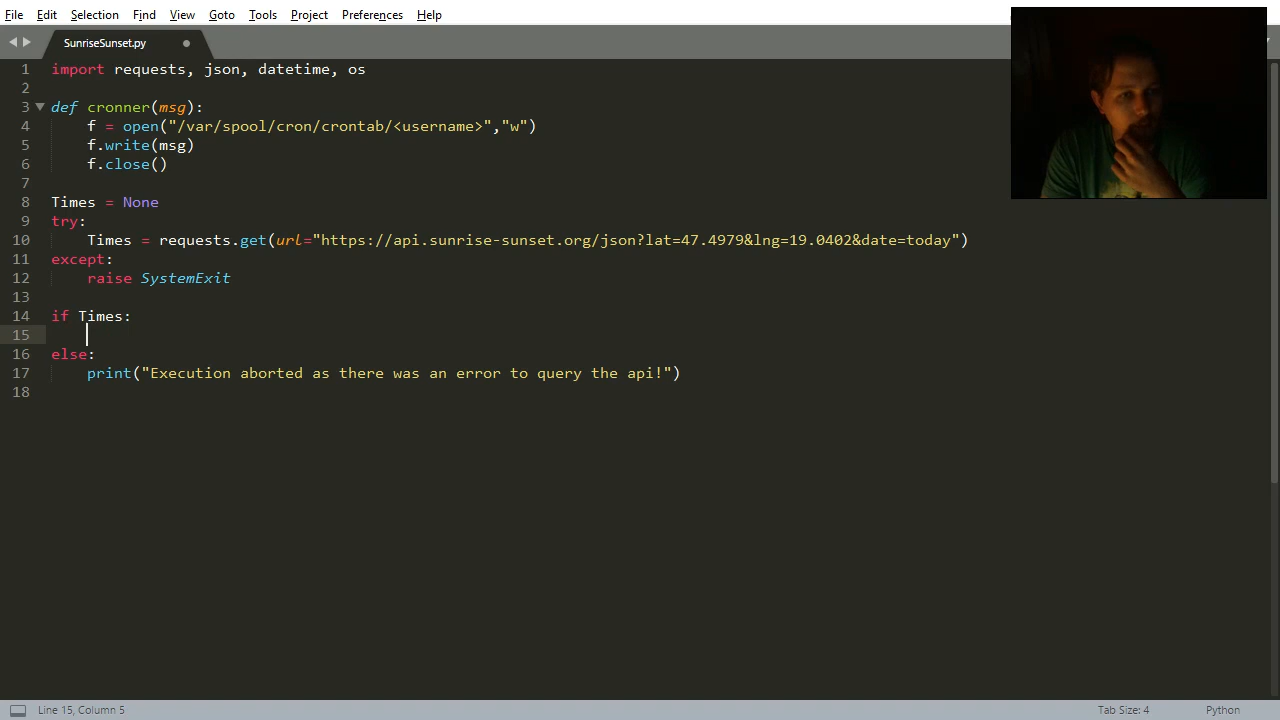 File Edit Selection Find View Goto Tools Project Preferences Help
SunriseSunset.py
1 import requests, json, datetime, os
2
3 def cronner(msg):
4 f = open("/var/spool/cron/crontab/<username>","w")
5 f.write(msg)
6 f.close()
7
8 Times = None
9 try:
10 Times = requests.get(url="https://api.sunrise-sunset.org/json?lat=47.4979&lng=19.0402&date=today")
11 except:
12 raise SystemExit
13
14 if Times:
15
16 else:
17 print("Execution aborted as there was an error to query the api!")
18
Line 15, Column 5 Tab Size: 4 Python